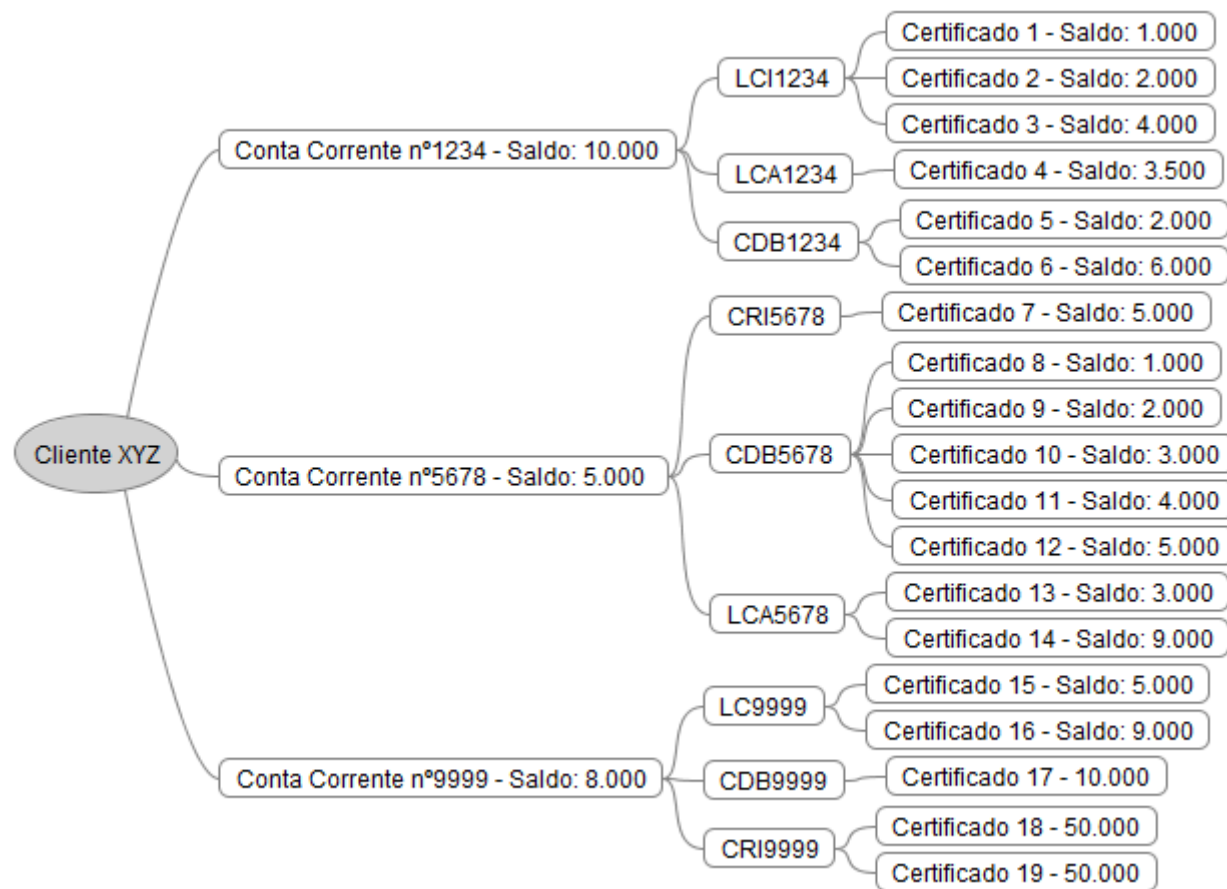 Cliente XYZ
Conta Corrente nº1234 - Saldo: 10.000
LCI1234
Certificado 1 - Saldo: 1.000
Certificado 2 - Saldo: 2.000
Certificado 3 - Saldo: 4.000
LCA1234
Certificado 4 - Saldo: 3.500
CDB1234
Certificado 5 - Saldo: 2.000
Certificado 6 - Saldo: 6.000
Conta Corrente nº5678 - Saldo: 5.000
CRI5678
Certificado 7 - Saldo: 5.000
CDB5678
Certificado 8 - Saldo: 1.000
Certificado 9 - Saldo: 2.000
Certificado 10 - Saldo: 3.000
Certificado 11 - Saldo: 4.000
Certificado 12 - Saldo: 5.000
LCA5678
Certificado 13 - Saldo: 3.000
Certificado 14 - Saldo: 9.000
Conta Corrente nº9999 - Saldo: 8.000
LC9999
Certificado 15 - Saldo: 5.000
Certificado 16 - Saldo: 9.000
CDB9999
Certificado 17 - 10.000
CRI9999
Certificado 18 - 50.000
Certificado 19 - 50.000